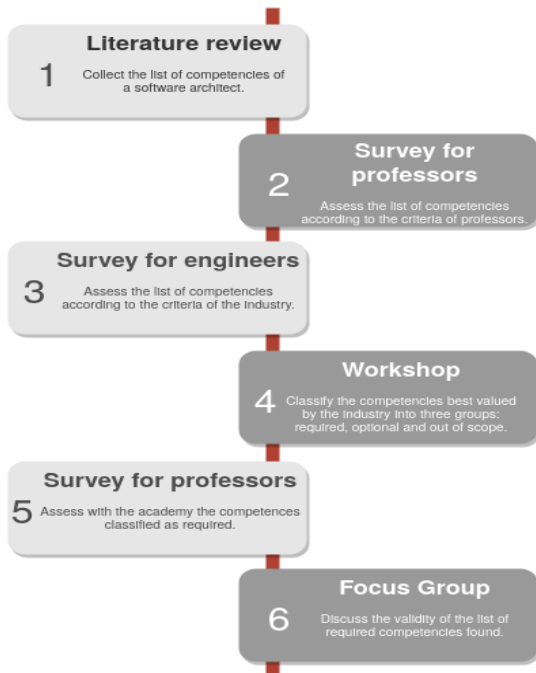 Literature review
1
Collect the list of competencies of
a software architect.
Survey for
professors
2
Assess the list of competencies
according to the criteria of professors.
Survey for engineers
3
Assess the list of competencies
according to the criteria of the industry.
Workshop
4
Classify the competencies best valued
by the industry into three groups:
required, optional and out of scope.
Survey for professors
5
Assess with the academy the competences
classified as required.
Focus Group
6
Discuss the validity of the list of
required competencies found.